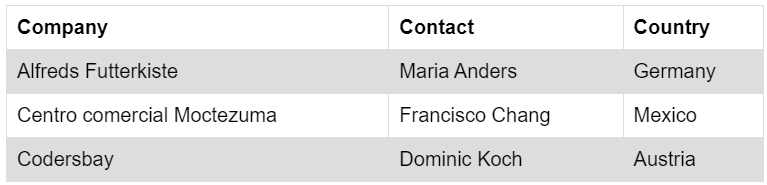 Company Contact Country
Alfreds Futterkiste Maria Anders Germany
Centro comercial Moctezuma Francisco Chang Mexico
Codersbay Dominic Koch Austria